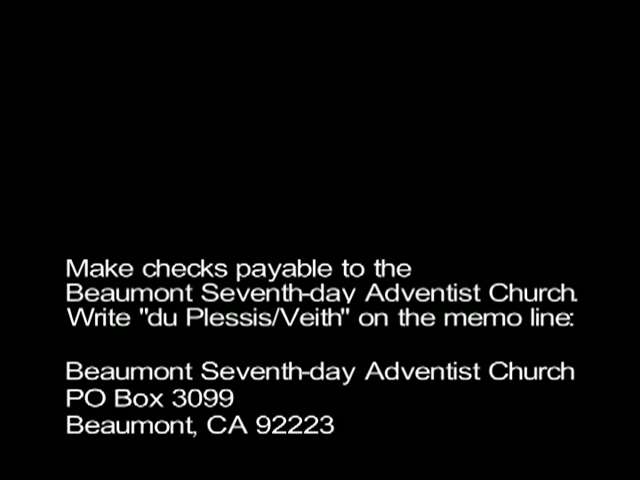 Make checks payable to the
Beaumont Seventh-day Adventist Church.
Write "du Plessis/Veith" on the memo line:
Beaumont Seventh-day Adventist Church
PO Box 3099
Beaumont, CA 92223